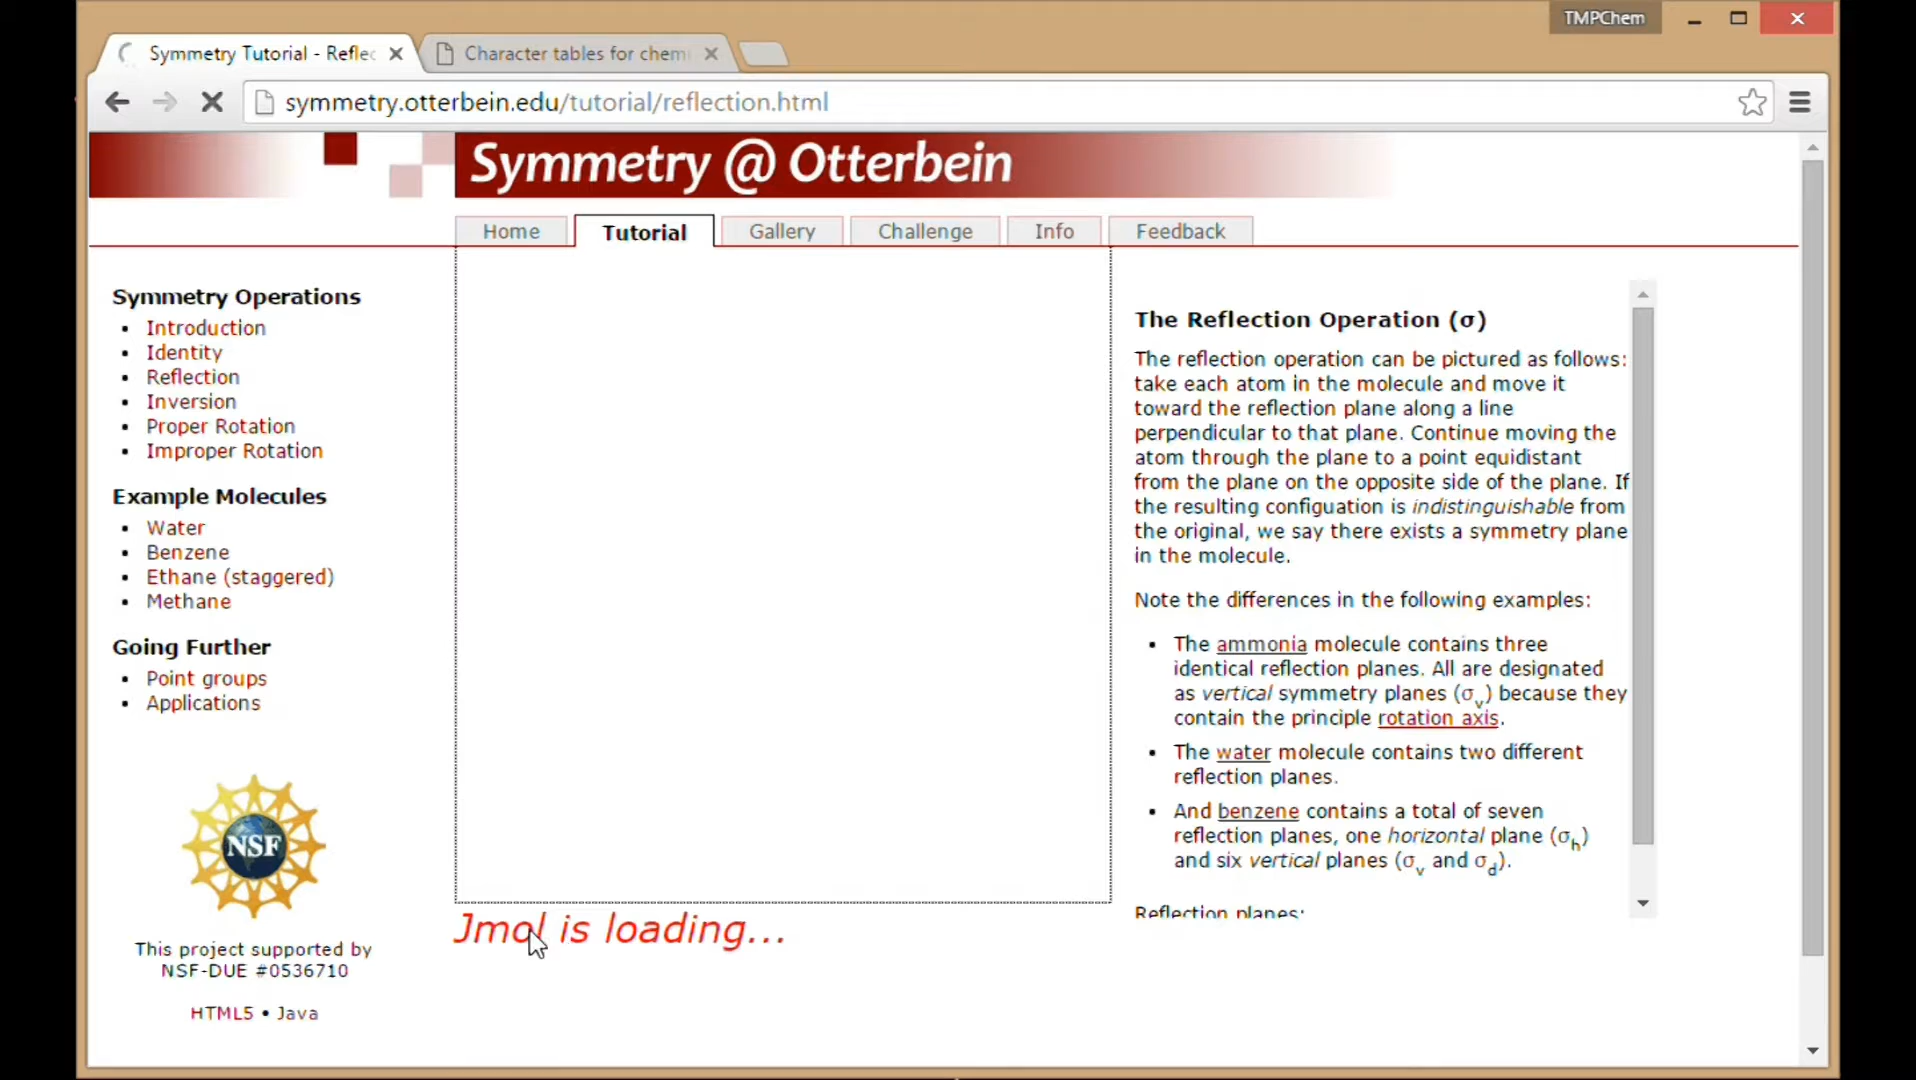 TMPChem
Symmetry Tutorial - Reflec
Character tables for chemi
symmetry.otterbein.edu/tutorial/reflection.html
Symmetry @ Otterbein
Home
Tutorial
Gallery
Challenge
Info
Feedback
Symmetry Operations
Introduction
Identity
Reflection
Inversion
Proper Rotation
Improper Rotation
Example Molecules
Water
Benzene
Ethane (staggered)
Methane
Going Further
Point groups
Applications
NSF
This project supported by
NSF-DUE #0536710
HTML5 • Java
Jmol is loading...
The Reflection Operation (σ)
The reflection operation can be pictured as follows:
take each atom in the molecule and move it
toward the reflection plane along a line
perpendicular to that plane. Continue moving the
atom through the plane to a point equidistant
from the plane on the opposite side of the plane. If
the resulting configuation is indistinguishable from
the original, we say there exists a symmetry plane
in the molecule.
Note the differences in the following examples:
• The ammonia molecule contains three
identical reflection planes. All are designated
as vertical symmetry planes (σv) because they
contain the principle rotation axis.
• The water molecule contains two different
reflection planes.
• And benzene contains a total of seven
reflection planes, one horizontal plane (σh)
and six vertical planes (σv and σd).
Reflection planes: